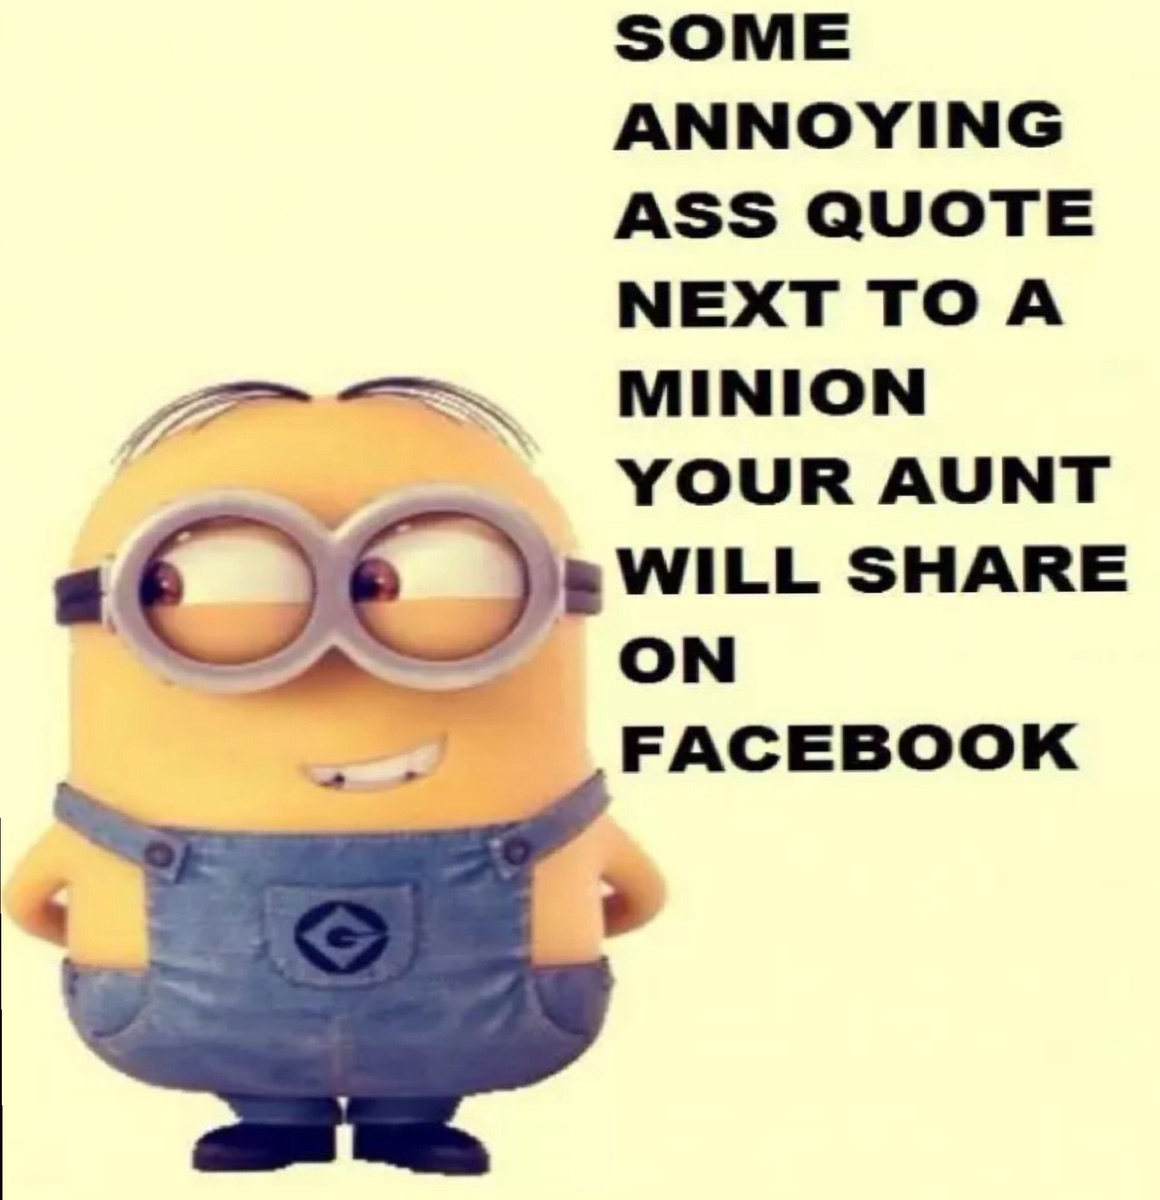 SOME
ANNOYING
ASS QUOTE
NEXT TO A
MINION
YOUR AUNT
WILL SHARE
ON
FACEBOOK